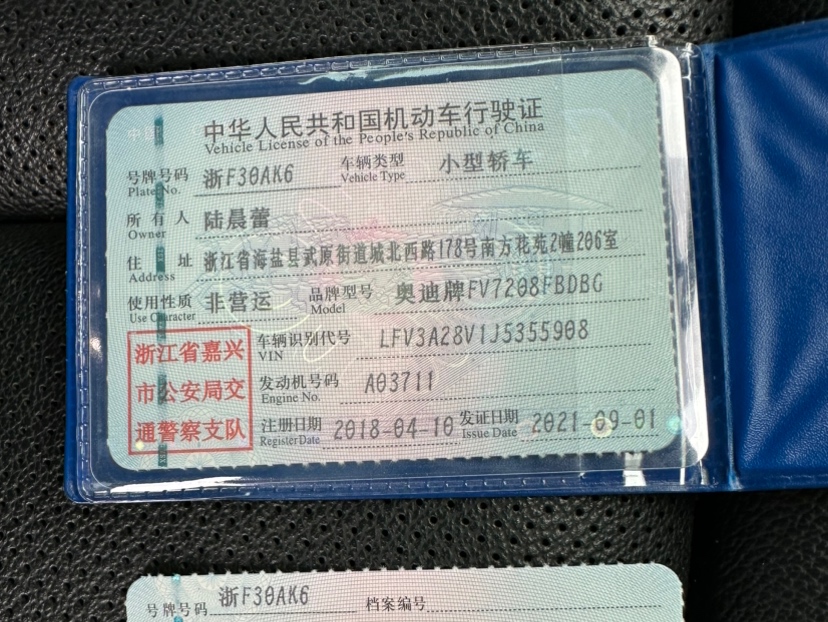 中华人民共和国机动车行驶证
Vehicle License of the People's Republic of China
号牌号码 浙F30AK6 车辆类型 小型轿车
Plate No. Vehicle Type
所有人 陆晨蕾
Owner
住址 浙江省海盐县武原街道城北西路178号南方花苑2幢206室
Address
使用性质 非营运 品牌型号 奥迪牌FV7208FBDBG
Use Character Model
浙江省嘉兴
市公安局交
通警察支队
车辆识别代号 LFV3A28V1J5355908
VIN
发动机号码 A03711
Engine No.
注册日期 2018-04-10 发证日期 2021-09-01
Register Date Issue Date
号牌号码 浙F30AK6 档案编号